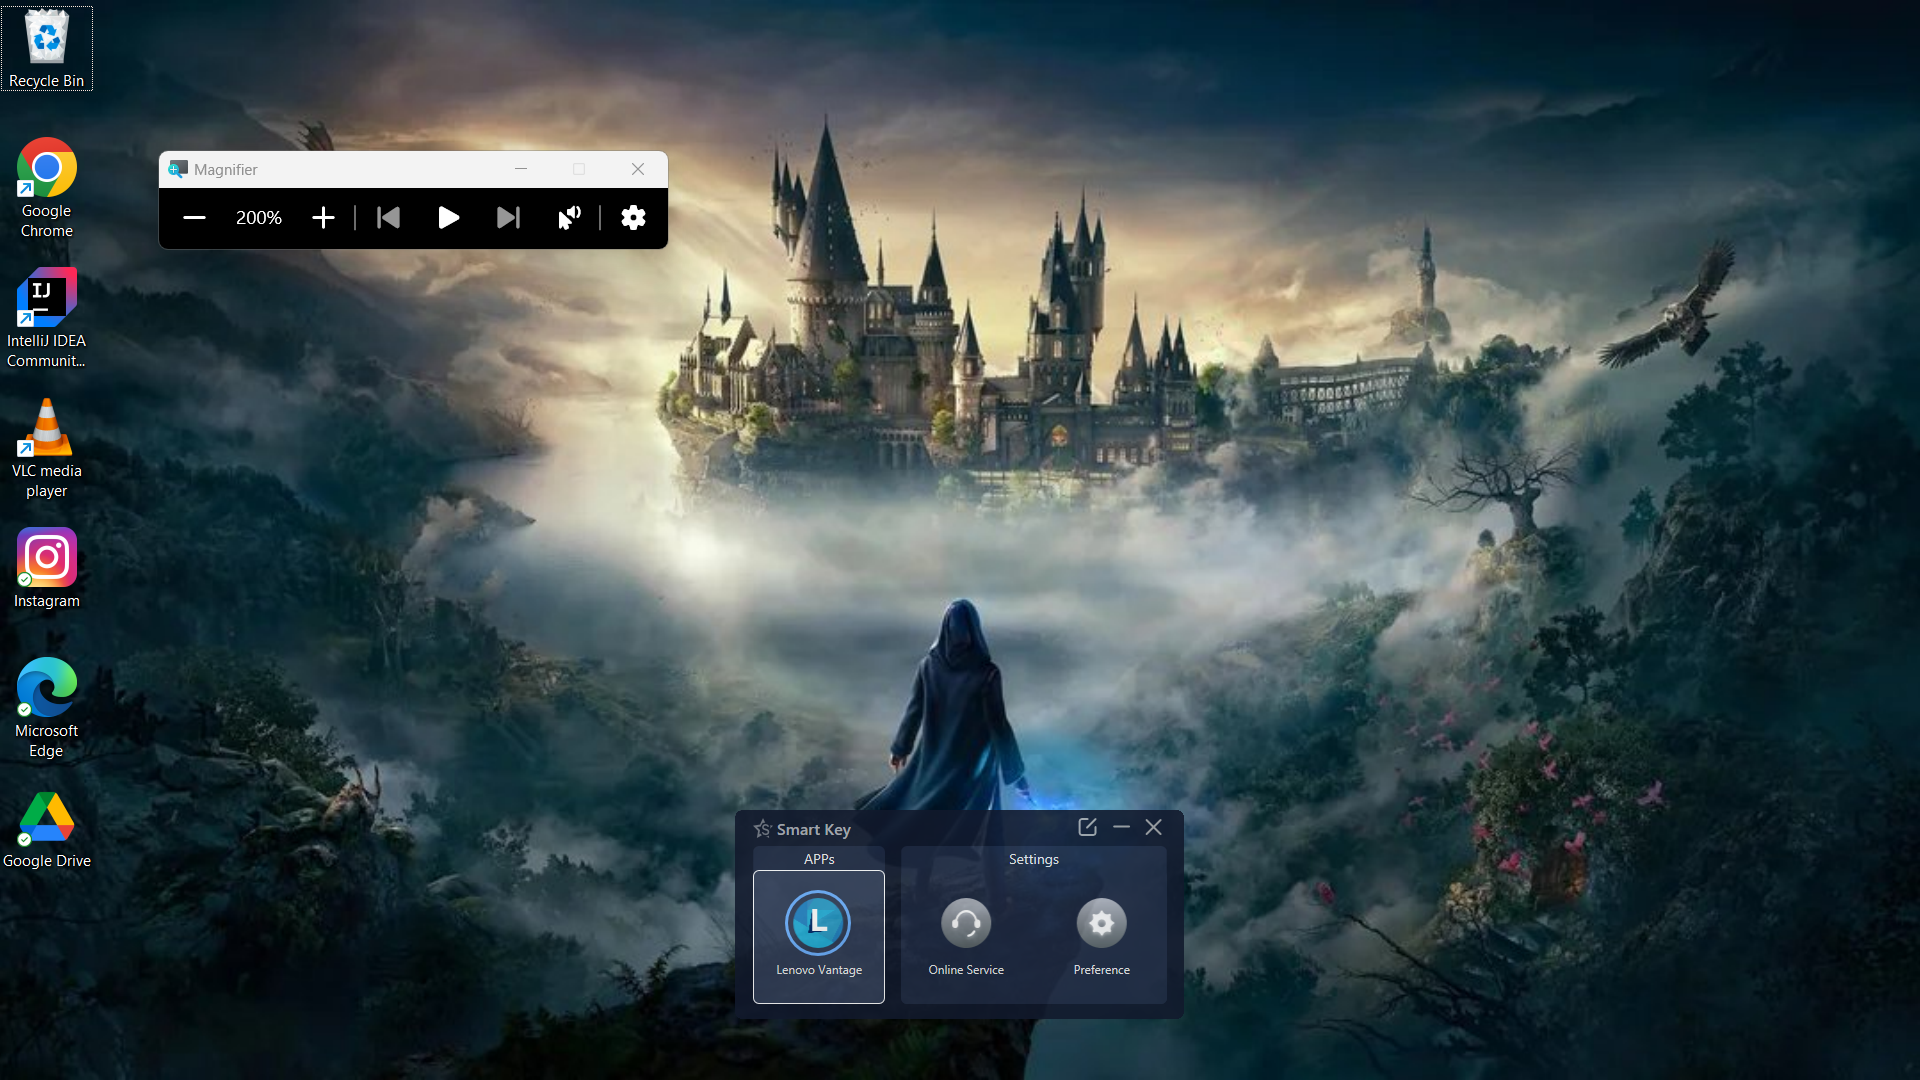 Recycle Bin
Google
Chrome
IJ
IntelliJ IDEA
Communit...
VLC media
player
Instagram
Microsoft
Edge
Google Drive
Magnifier
200%
Smart Key
APPs
Settings
L
Lenovo Vantage
Online Service
Preference